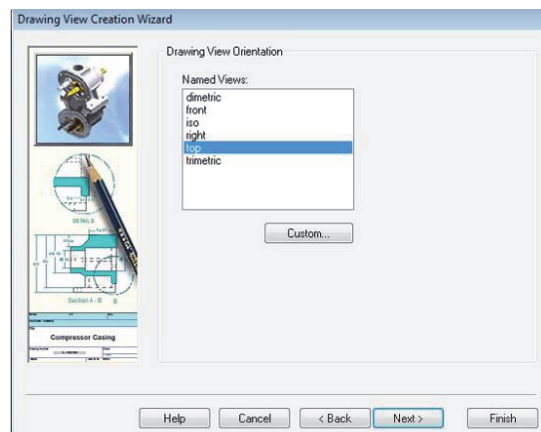 Drawing View Creation Wizard
Drawing View Orientation
Named Views:
dimetric
front
iso
right
top
trimetric
Custom...
DETAIL B
Section A - B B
Compressor Casing
Help Cancel < Back Next > Finish